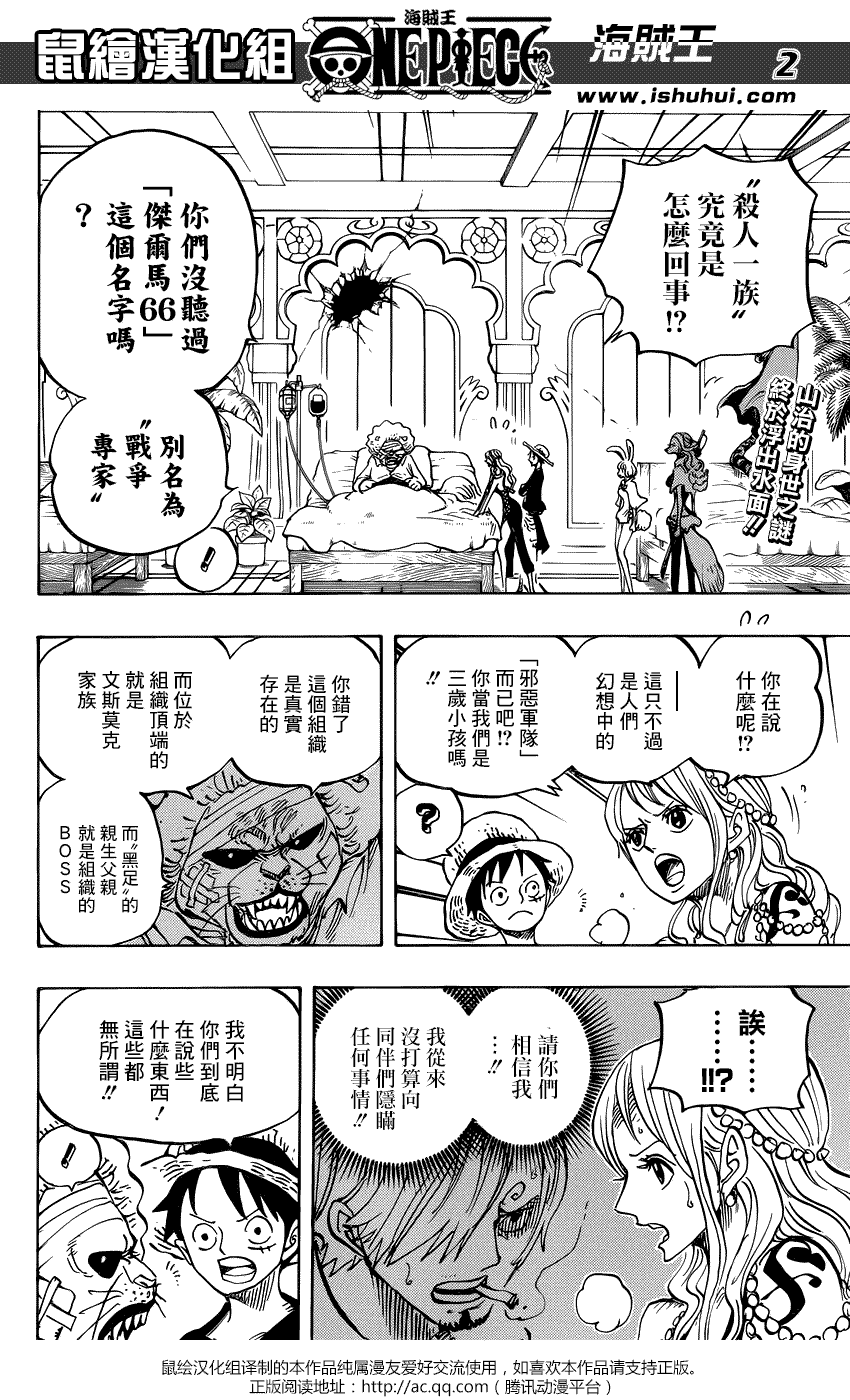 鼠繪漢化組
海賊王
ONE PIECE
海賊王
2
www.ishuhui.com
〝殺人一族〞
究竟是
怎麼回事!?
山治的身世之謎
終於浮出水面!!
你們沒聽過
「傑爾馬66」
這個名字嗎
?
別名為
〝戰爭
專家〞
!
你在說
什麼呢!?
——
這只不過
是人們
幻想中的
「邪惡軍隊」
而已吧!?
你當我們是
三歲小孩嗎
!!
?
你錯了
這個組織
是真實
存在的
而位於
組織頂端的
就是
文斯莫克
家族
而〝黑足〞的
親生父親
就是組織的
BOSS
誒……
……!!?
請你們
相信我
…!!
我從來
沒打算向
同伴們隱瞞
任何事情!!
我不明白
你們到底
在說些
什麼東西!
這些都
無所謂!!
!
鼠绘汉化组译制的本作品纯属漫友爱好交流使用，如喜欢本作品请支持正版。
正版阅读地址：http://ac.qq.com（腾讯动漫平台）